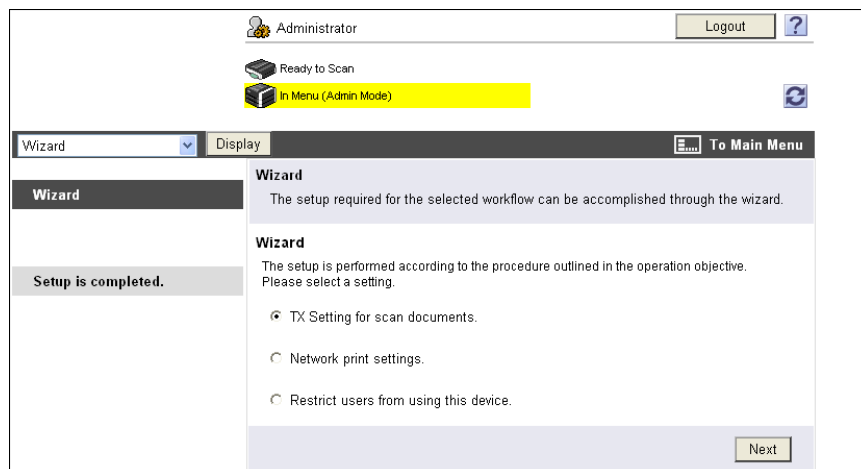 Administrator
Logout
?
Ready to Scan
In Menu (Admin Mode)
Wizard
Display
To Main Menu
Wizard
Setup is completed.
Wizard
The setup required for the selected workflow can be accomplished through the wizard.
Wizard
The setup is performed according to the procedure outlined in the operation objective.
Please select a setting.
TX Setting for scan documents.
Network print settings.
Restrict users from using this device.
Next